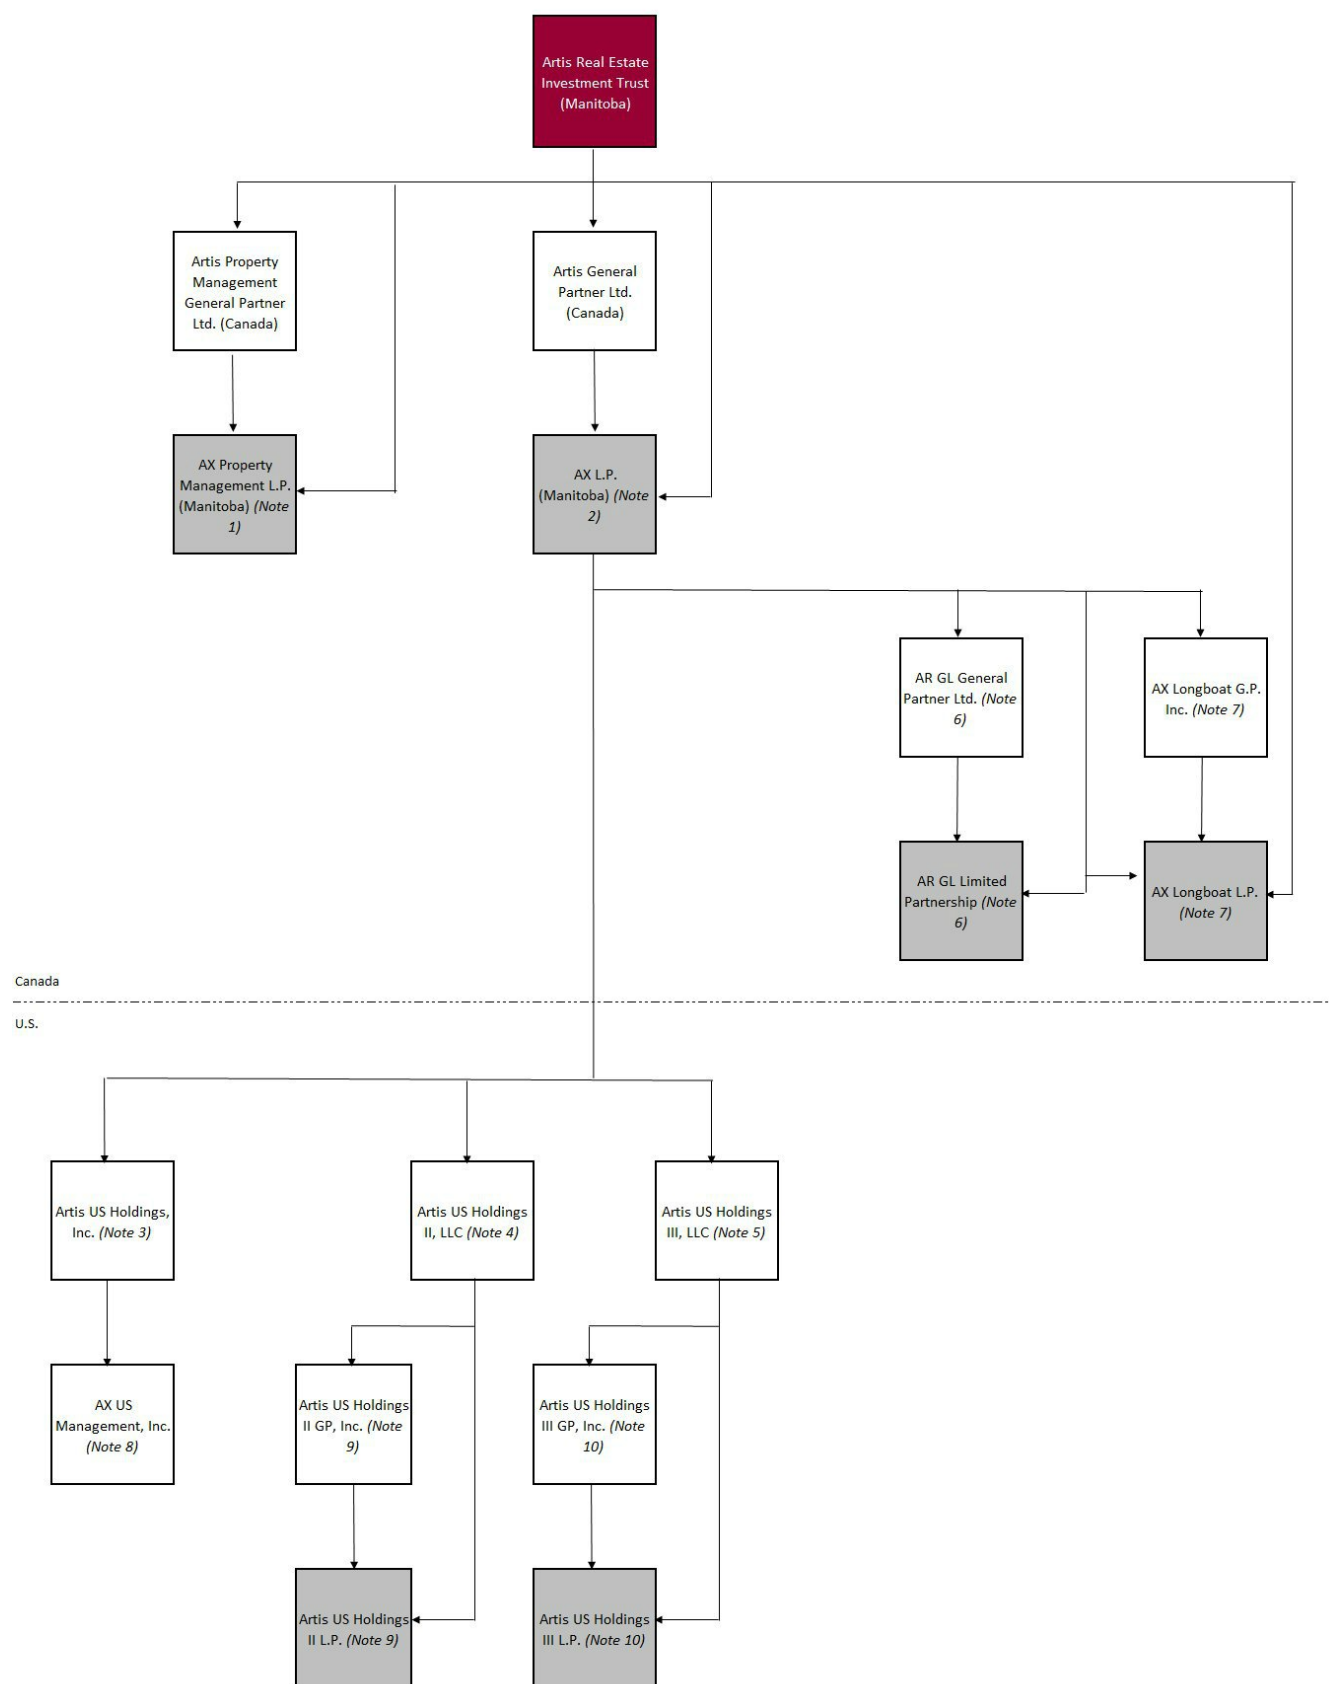 Artis Real Estate
Investment Trust
(Manitoba)
Artis Property
Management
General Partner
Ltd. (Canada)
Artis General
Partner Ltd.
(Canada)
AX Property
Management L.P.
(Manitoba) (Note
1)
AX L.P.
(Manitoba) (Note
2)
AR GL General
Partner Ltd. (Note
6)
AX Longboat G.P.
Inc. (Note 7)
AR GL Limited
Partnership (Note
6)
AX Longboat L.P.
(Note 7)
Canada
U.S.
Artis US Holdings,
Inc. (Note 3)
Artis US Holdings
II, LLC (Note 4)
Artis US Holdings
III, LLC (Note 5)
AX US
Management, Inc.
(Note 8)
Artis US Holdings
II GP, Inc. (Note
9)
Artis US Holdings
III GP, Inc. (Note
10)
Artis US Holdings
II L.P. (Note 9)
Artis US Holdings
III L.P. (Note 10)